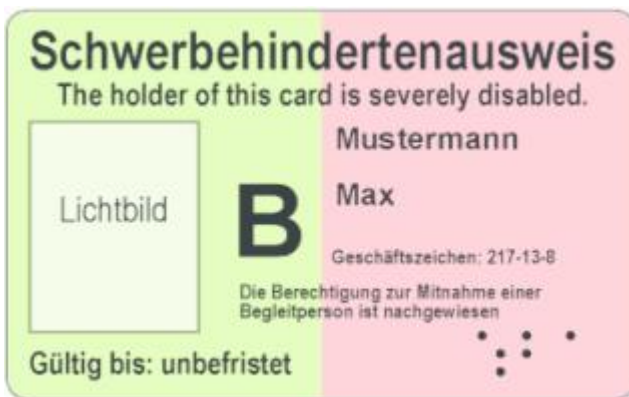 Schwerbehindertenausweis
The holder of this card is severely disabled.
Mustermann
Lichtbild
B
Max
Geschäftszeichen: 217-13-8
Die Berechtigung zur Mitnahme einer
Begleitperson ist nachgewiesen
Gültig bis: unbefristet